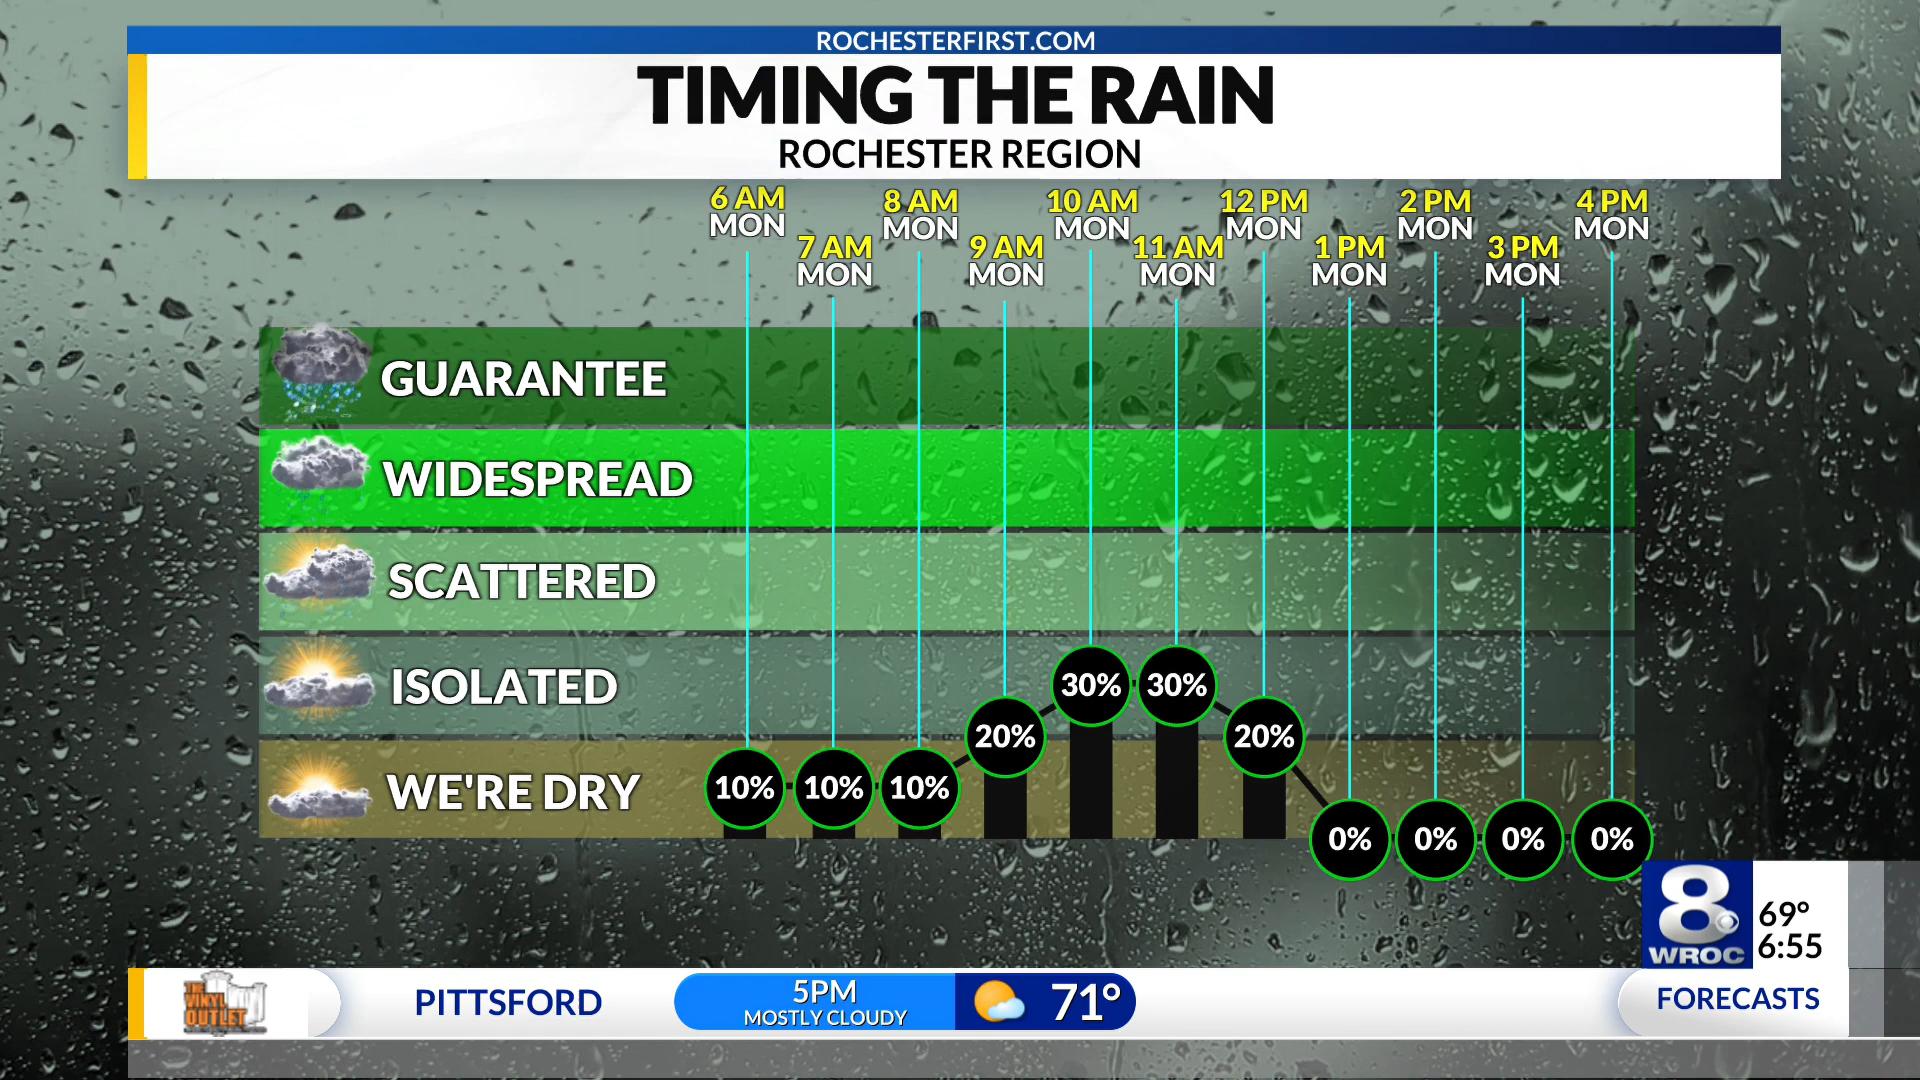 ROCHESTERFIRST.COM
TIMING THE RAIN
ROCHESTER REGION
6 AM
MON
7 AM
MON
8 AM
MON
9 AM
MON
10 AM
MON
11 AM
MON
12 PM
MON
1 PM
MON
2 PM
MON
3 PM
MON
4 PM
MON
GUARANTEE
WIDESPREAD
SCATTERED
ISOLATED
WE'RE DRY
10%
10%
10%
20%
30%
30%
20%
0%
0%
0%
0%
8
WROC
69°
6:55
THE
VINYL
OUTLET
PITTSFORD
5PM
MOSTLY CLOUDY
71°
FORECASTS